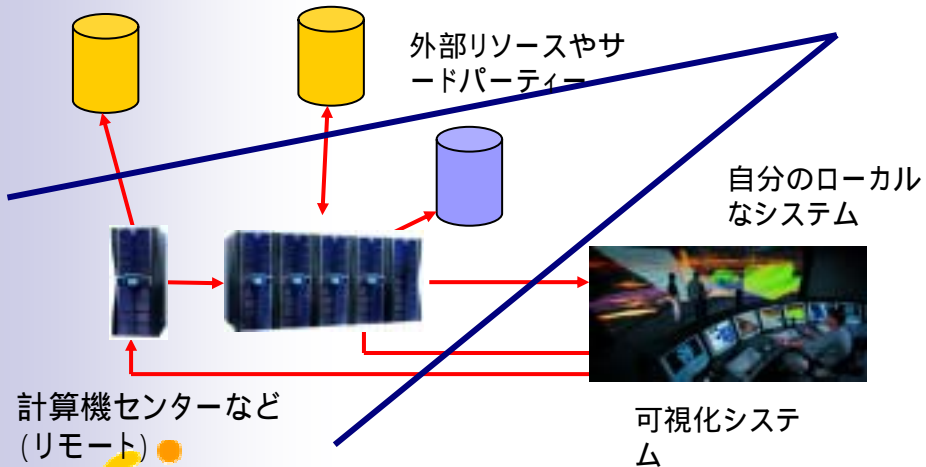 外部リソースやサ
ードパーティー
自分のローカル
なシステム
計算機センターなど
(リモート)
可視化システ
ム